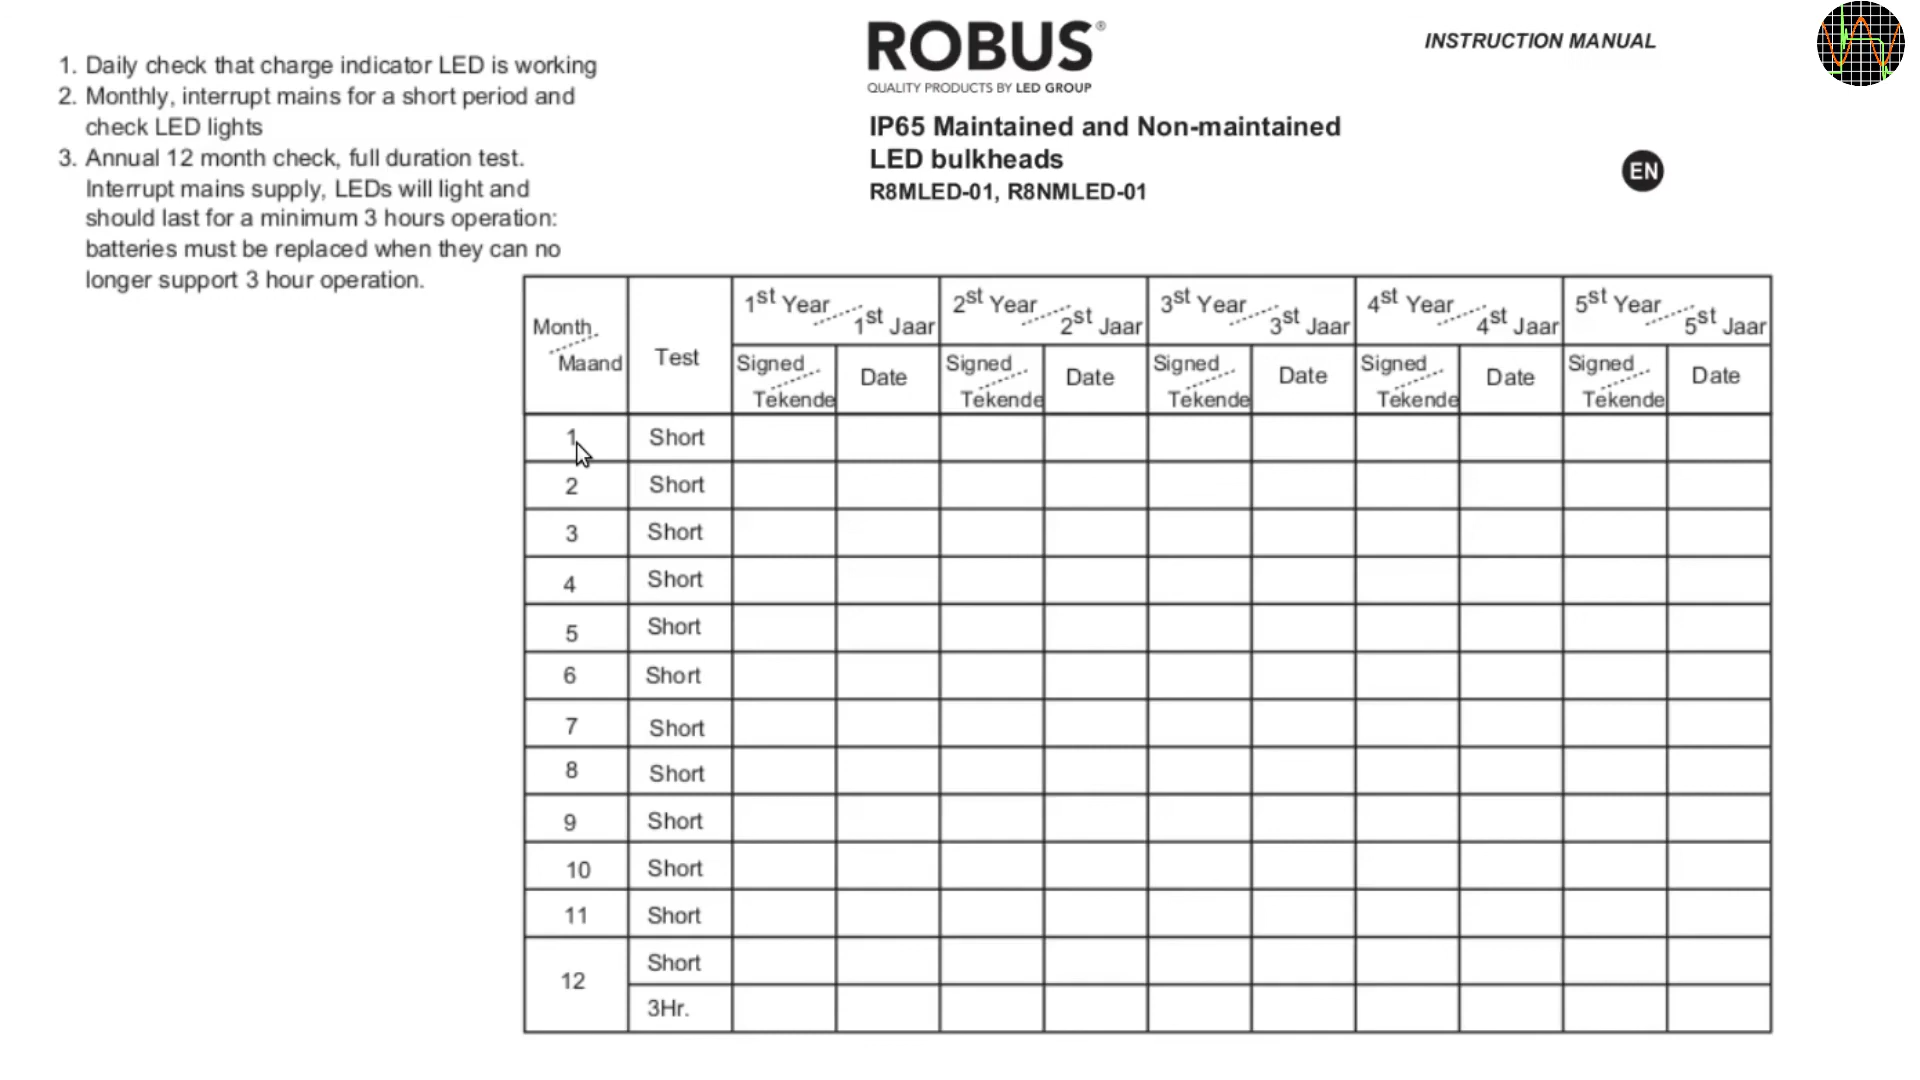 1. Daily check that charge indicator LED is working
2. Monthly, interrupt mains for a short period and
check LED lights
3. Annual 12 month check, full duration test.
Interrupt mains supply, LEDs will light and
should last for a minimum 3 hours operation:
batteries must be replaced when they can no
longer support 3 hour operation.
ROBUS®
QUALITY PRODUCTS BY LED GROUP
INSTRUCTION MANUAL
IP65 Maintained and Non-maintained
LED bulkheads
R8MLED-01, R8NMLED-01
EN
Month Maand Test 1st Year 1st Jaar 2st Year 2st Jaar 3st Year 3st Jaar 4st Year 4st Jaar 5st Year 5st Jaar
Signed Tekende Date Signed Tekende Date Signed Tekende Date Signed Tekende Date Signed Tekende Date
1 Short
2 Short
3 Short
4 Short
5 Short
6 Short
7 Short
8 Short
9 Short
10 Short
11 Short
12 Short
3Hr.